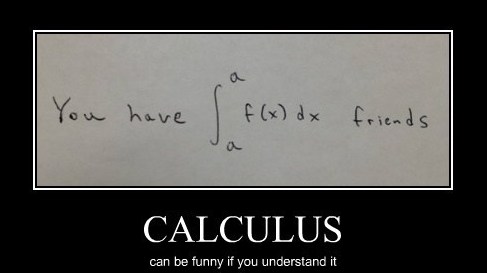 You have ∫ₐᵃ f(x) dx friends
CALCULUS
can be funny if you understand it